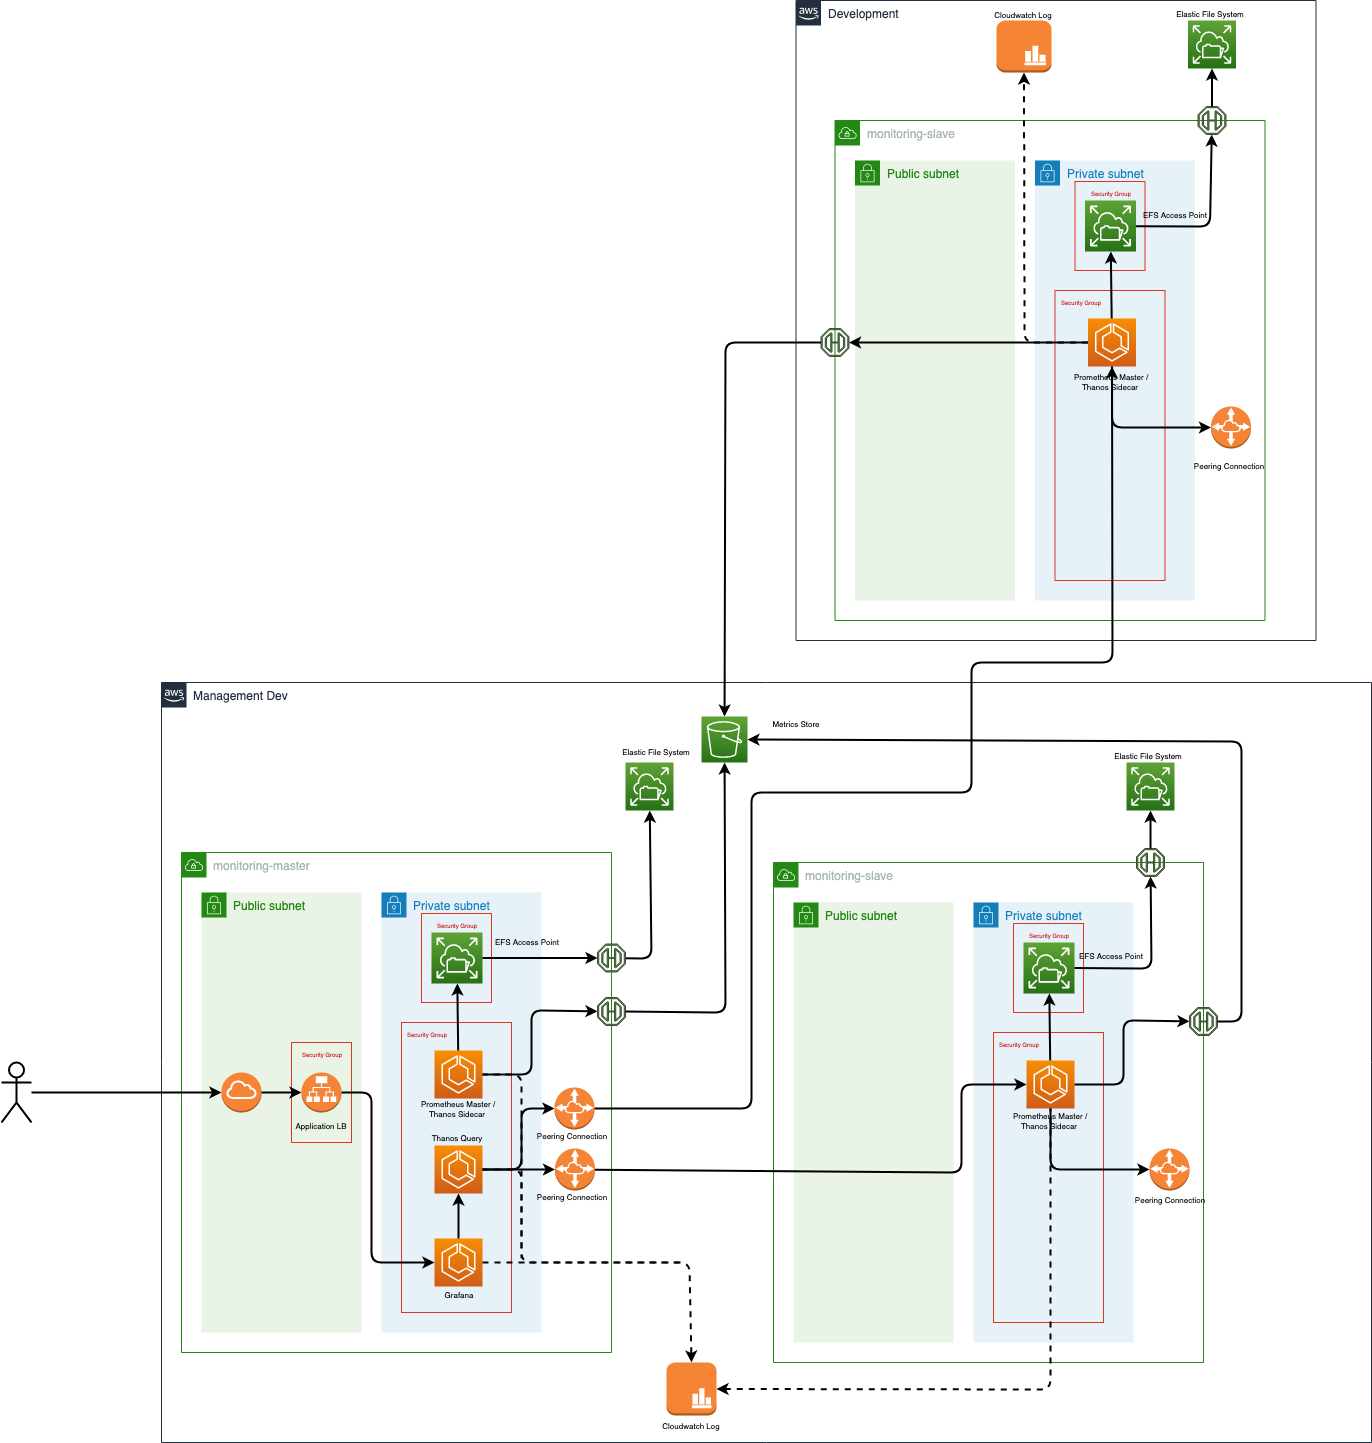 aws
Development
Cloudwatch Log
Elastic File System
monitoring-slave
Public subnet
Private subnet
Security Group
EFS Access Point
Security Group
Prometheus Master /
Thanos Sidecar
Peering Connection
aws
Management Dev
Metrics Store
Elastic File System
Elastic File System
monitoring-master
Public subnet
Private subnet
Security Group
EFS Access Point
Security Group
Prometheus Master /
Thanos Sidecar
Security Group
Application LB
Thanos Query
Peering Connection
Peering Connection
Grafana
monitoring-slave
Public subnet
Private subnet
Security Group
EFS Access Point
Security Group
Prometheus Master /
Thanos Sidecar
Peering Connection
Cloudwatch Log